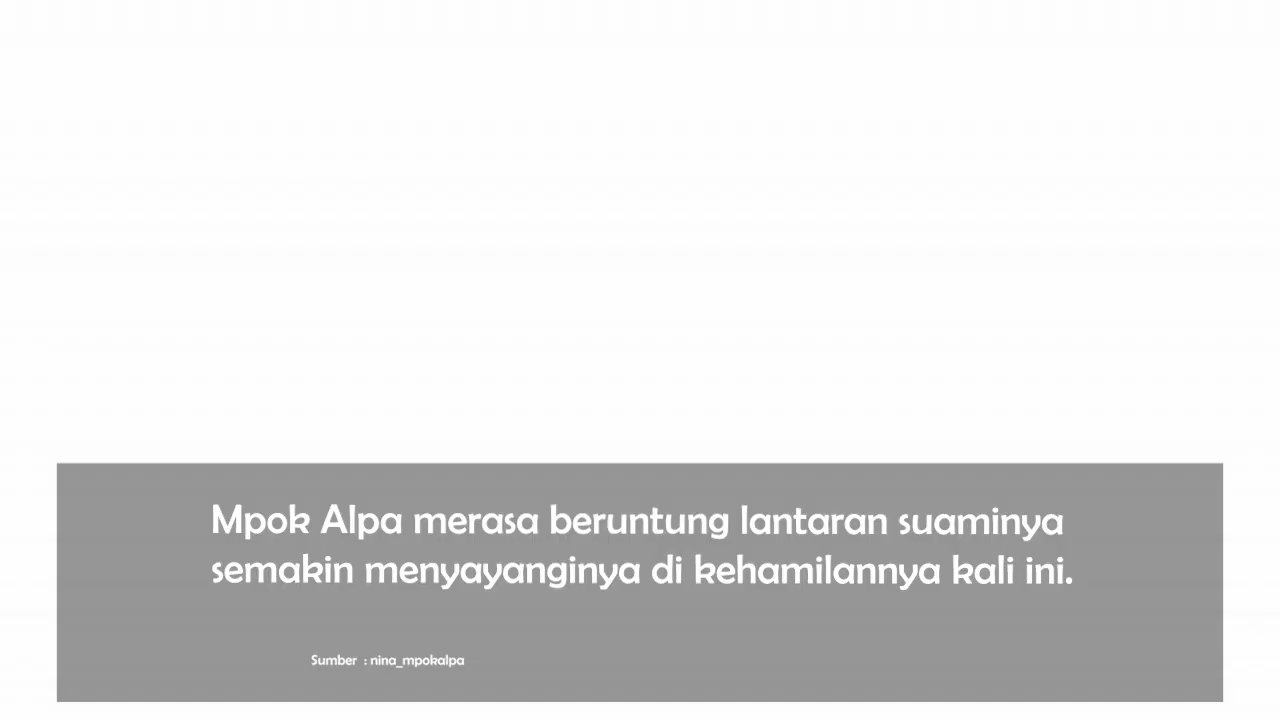 Mpok Alpa merasa beruntung lantaran suaminya
semakin menyayanginya di kehamilannya kali ini.
Sumber : nina_mpokalpa